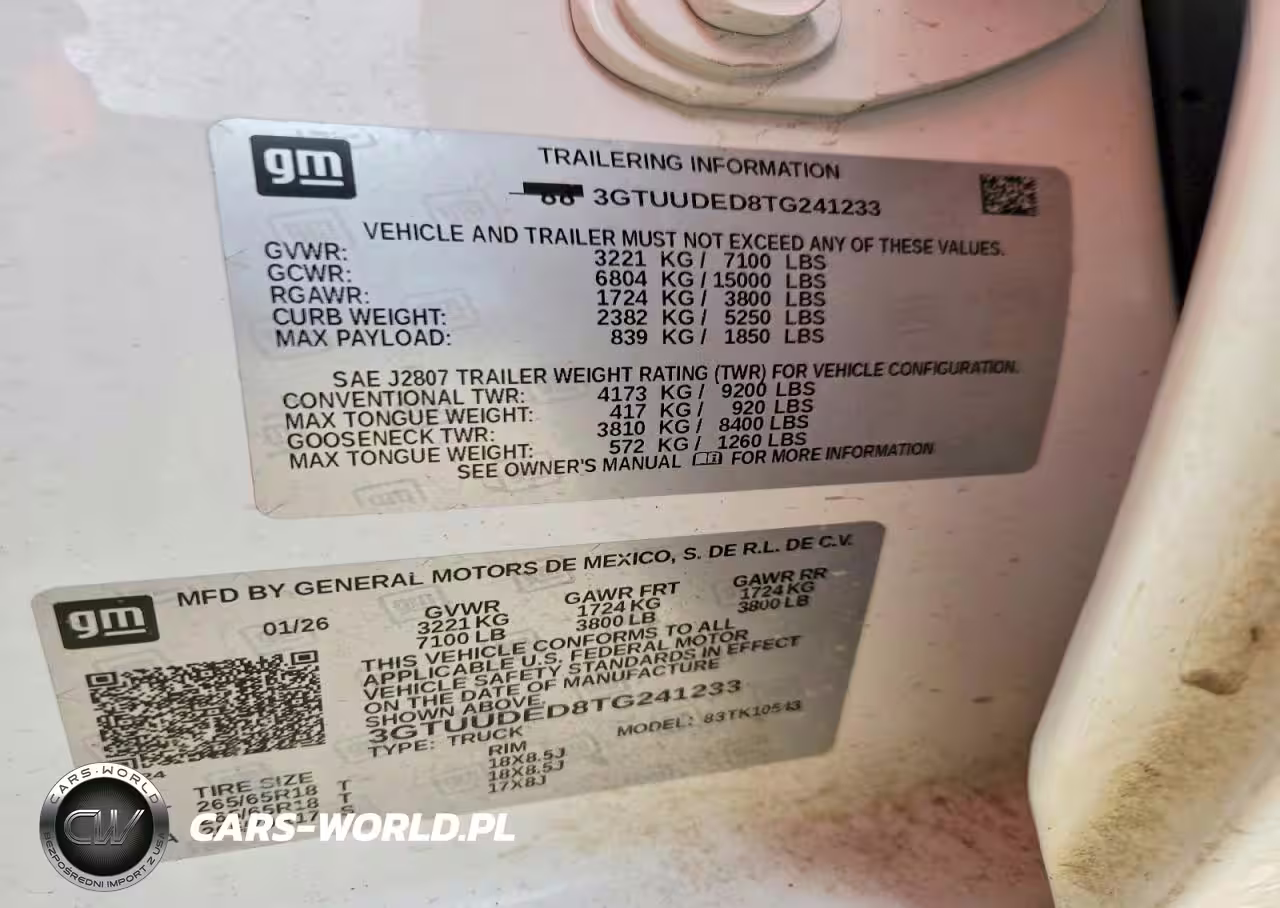 gm
TRAILERING INFORMATION
3GTUUDED8TG241233
VEHICLE AND TRAILER MUST NOT EXCEED ANY OF THESE VALUES.
GVWR: 3221 KG / 7100 LBS
GCWR: 6804 KG / 15000 LBS
RGAWR: 1724 KG / 3800 LBS
CURB WEIGHT: 2382 KG / 5250 LBS
MAX PAYLOAD: 839 KG / 1850 LBS
SAE J2807 TRAILER WEIGHT RATING (TWR) FOR VEHICLE CONFIGURATION.
CONVENTIONAL TWR: 4173 KG / 9200 LBS
MAX TONGUE WEIGHT: 417 KG / 920 LBS
GOOSENECK TWR: 3810 KG / 8400 LBS
MAX TONGUE WEIGHT: 572 KG / 1260 LBS
SEE OWNER'S MANUAL FOR MORE INFORMATION
gm
MFD BY GENERAL MOTORS DE MEXICO, S. DE R.L. DE C.V.
01/26
GVWR GAWR FRT GAWR RR
3221 KG 1724 KG 1724 KG
7100 LB 3800 LB 3800 LB
THIS VEHICLE CONFORMS TO ALL
APPLICABLE U.S. FEDERAL MOTOR
VEHICLE SAFETY STANDARDS IN EFFECT
ON THE DATE OF MANUFACTURE
SHOWN ABOVE.
3GTUUDED8TG241233
TYPE: TRUCK MODEL: 83TK10543
TIRE SIZE RIM
265/65R18 T 18X8.5J
T 18X8.5J
S 17X8J
CARS-WORLD
CW
BEZPOŚREDNI IMPORT Z USA
CARS-WORLD.PL